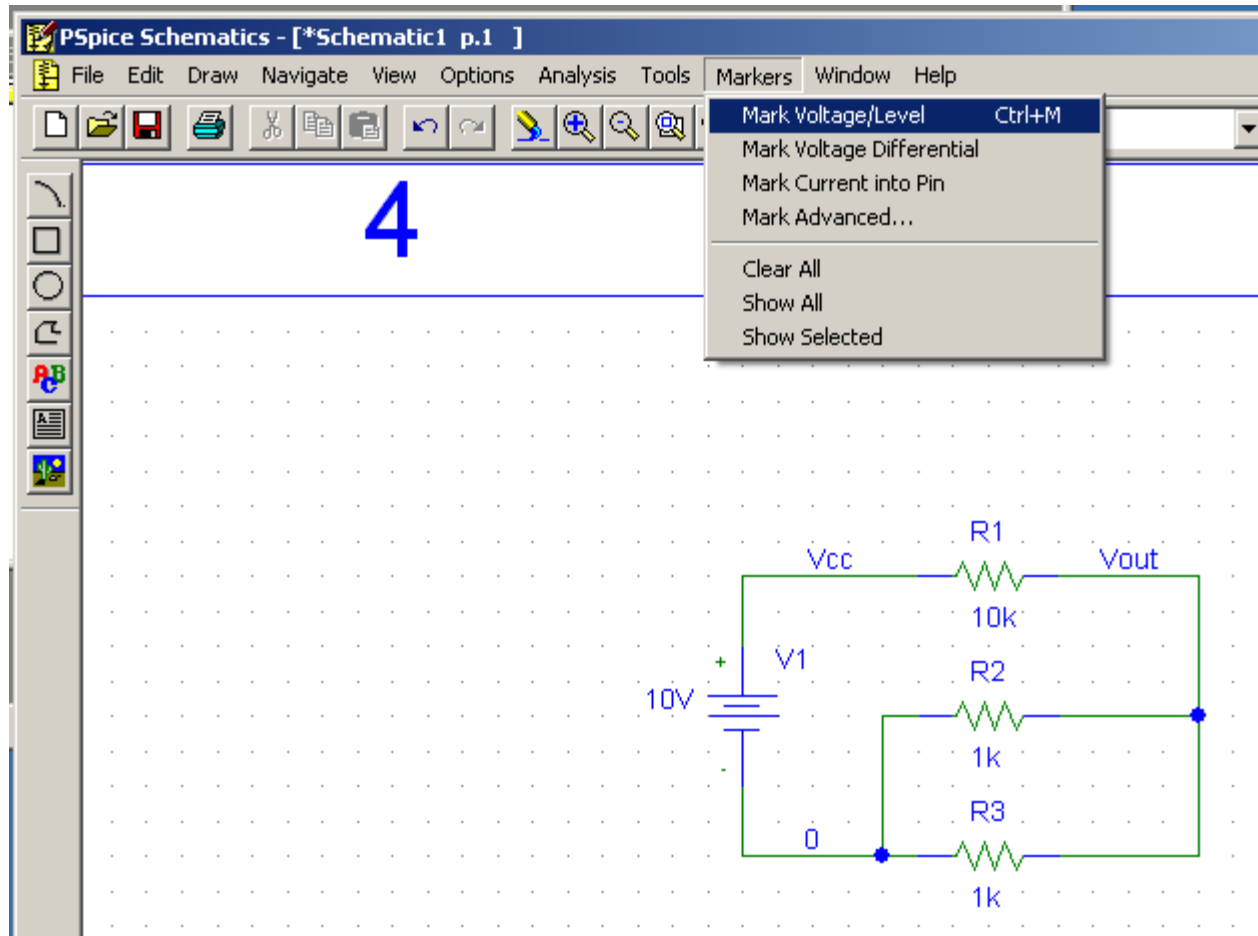 PSpice Schematics - [*Schematic1 p.1 ]
File Edit Draw Navigate View Options Analysis Tools Markers Window Help
Mark Voltage/Level Ctrl+M
Mark Voltage Differential
Mark Current into Pin
Mark Advanced...
Clear All
Show All
Show Selected
4
ABC
A
R1
Vcc
Vout
10k
+
V1
R2
10V
1k
-
R3
0
1k